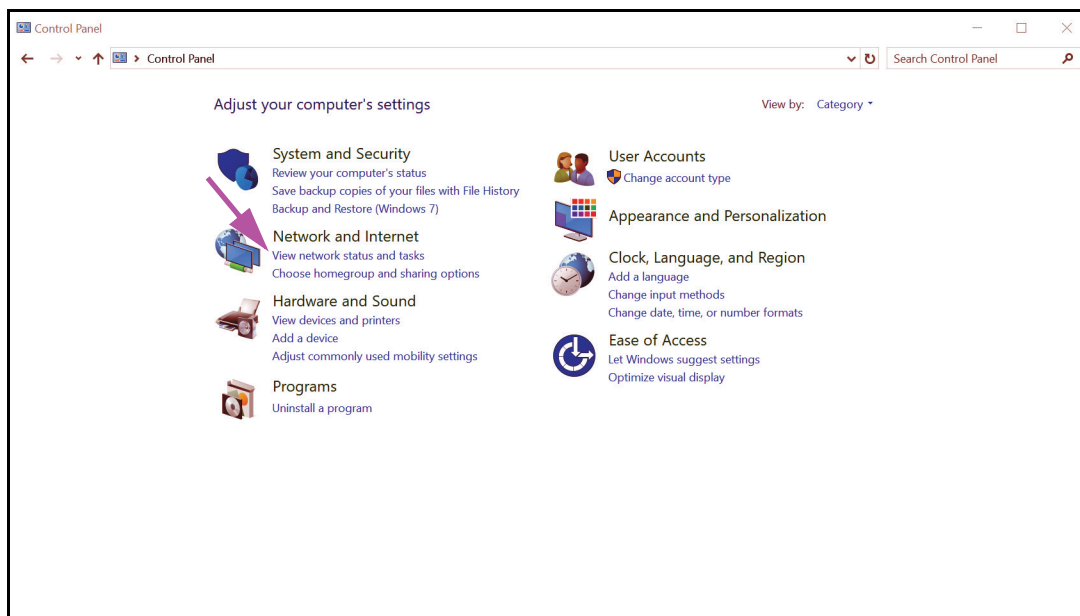 Control Panel
Control Panel
Search Control Panel
Adjust your computer's settings
View by: Category
System and Security
Review your computer's status
Save backup copies of your files with File History
Backup and Restore (Windows 7)
Network and Internet
View network status and tasks
Choose homegroup and sharing options
Hardware and Sound
View devices and printers
Add a device
Adjust commonly used mobility settings
Programs
Uninstall a program
User Accounts
Change account type
Appearance and Personalization
Clock, Language, and Region
Add a language
Change input methods
Change date, time, or number formats
Ease of Access
Let Windows suggest settings
Optimize visual display